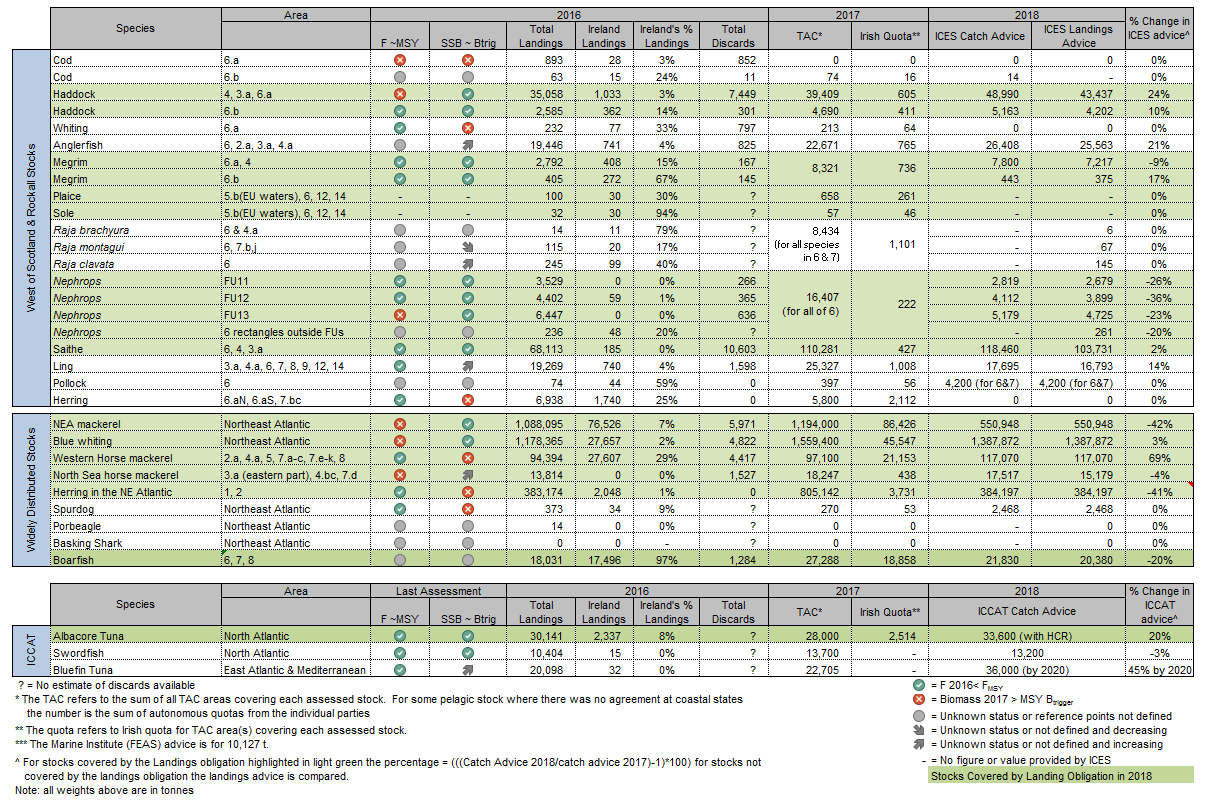 Species Area 2016 2017 2018 % Change in ICES advice^
F ~MSY SSB ~ Btrig Total Landings Ireland Landings Ireland's % Landings Total Discards TAC* Irish Quota** ICES Catch Advice ICES Landings Advice
West of Scotland & Rockall Stocks
Cod 6.a 893 28 3% 852 0 0 0 0 0%
Cod 6.b 63 15 24% 11 74 16 14 - 0%
Haddock 4, 3.a, 6.a 35,058 1,033 3% 7,449 39,409 605 48,990 43,437 24%
Haddock 6.b 2,585 362 14% 301 4,690 411 5,163 4,202 10%
Whiting 6.a 232 77 33% 797 213 64 0 0 0%
Anglerfish 6, 2.a, 3.a, 4.a 19,446 741 4% 825 22,671 765 26,408 25,563 21%
Megrim 6.a, 4 2,792 408 15% 167 8,321 736 7,800 7,217 -9%
Megrim 6.b 405 272 67% 145 443 375 17%
Plaice 5.b(EU waters), 6, 12, 14 - - 100 30 30% ? 658 261 - - 0%
Sole 5.b(EU waters), 6, 12, 14 - - 32 30 94% ? 57 46 - - 0%
Raja brachyura 6 & 4.a 14 11 79% ? 8,434 - 6 0%
Raja montagui 6, 7.b,j 115 20 17% ? (for all species 1,101 - 67 0%
Raja clavata 6 245 99 40% ? in 6 & 7) - 145 0%
Nephrops FU11 3,529 0 0% 266 2,819 2,679 -26%
Nephrops FU12 4,402 59 1% 365 16,407 222 4,112 3,899 -36%
Nephrops FU13 6,447 0 0% 636 (for all of 6) 5,179 4,725 -23%
Nephrops 6 rectangles outside FUs 236 48 20% ? - 261 -20%
Saithe 6, 4, 3.a 68,113 185 0% 10,603 110,281 427 118,460 103,731 2%
Ling 3.a, 4.a, 6, 7, 8, 9, 12, 14 19,269 740 4% 1,598 25,327 1,008 17,695 16,793 14%
Pollock 6 74 44 59% 0 397 56 4,200 (for 6&7) 4,200 (for 6&7) 0%
Herring 6.aN, 6.aS, 7.bc 6,938 1,740 25% 0 5,800 2,112 0 0 0%
Widely Distributed Stocks
NEA mackerel Northeast Atlantic 1,088,095 76,526 7% 5,971 1,194,000 86,426 550,948 550,948 -42%
Blue whiting Northeast Atlantic 1,178,365 27,657 2% 4,822 1,559,400 45,547 1,387,872 1,387,872 3%
Western Horse mackerel 2.a, 4.a, 5, 7.a-c, 7.e-k, 8 94,394 27,607 29% 4,417 97,100 21,153 117,070 117,070 69%
North Sea horse mackerel 3.a (eastern part), 4.bc, 7.d 13,814 0 0% 1,527 18,247 438 17,517 15,179 -4%
Herring in the NE Atlantic 1, 2 383,174 2,048 1% 0 805,142 3,731 384,197 384,197 -41%
Spurdog Northeast Atlantic 373 34 9% ? 270 53 2,468 2,468 0%
Porbeagle Northeast Atlantic 14 0 0% ? 0 0 - 0 0%
Basking Shark Northeast Atlantic 0 0 - ? 0 0 - 0 0%
Boarfish 6, 7, 8 18,031 17,496 97% 1,284 27,288 18,858 21,830 20,380 -20%
Species Area Last Assessment 2016 2017 2018 % Change in ICCAT advice^
F ~MSY SSB ~ Btrig Total Landings Ireland Landings Ireland's % Landings Total Discards TAC* Irish Quota** ICCAT Catch Advice
ICCAT
Albacore Tuna North Atlantic 30,141 2,337 8% ? 28,000 2,514 33,600 (with HCR) 20%
Swordfish North Atlantic 10,404 15 0% ? 13,700 - 13,200 -3%
Bluefin Tuna East Atlantic & Mediterranean 20,098 32 0% ? 22,705 - 36,000 (by 2020) 45% by 2020
? = No estimate of discards available
* The TAC refers to the sum of all TAC areas covering each assessed stock. For some pelagic stock where there was no agreement at coastal states
the number is the sum of autonomous quotas from the individual parties
** The quota refers to Irish quota for TAC area(s) covering each assessed stock.
*** The Marine Institute (FEAS) advice is for 10,127 t.
^ For stocks covered by the Landings obligation highlighted in light green the percentage = (((Catch Advice 2018/catch advice 2017)-1)*100) for stocks not
covered by the landings obligation the landings advice is compared.
Note: all weights above are in tonnes
= F 2016< FMSY
= Biomass 2017 > MSY Btrigger
= Unknown status or reference points not defined
= Unknown status or not defined and decreasing
= Unknown status or not defined and increasing
- = No figure or value provided by ICES
Stocks Covered by Landing Obligation in 2018